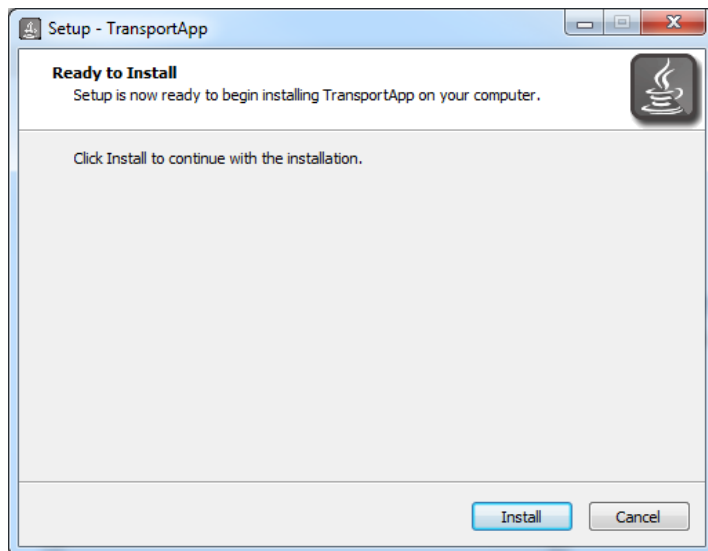 Setup - TransportApp
Ready to Install
Setup is now ready to begin installing TransportApp on your computer.
Click Install to continue with the installation.
Install
Cancel